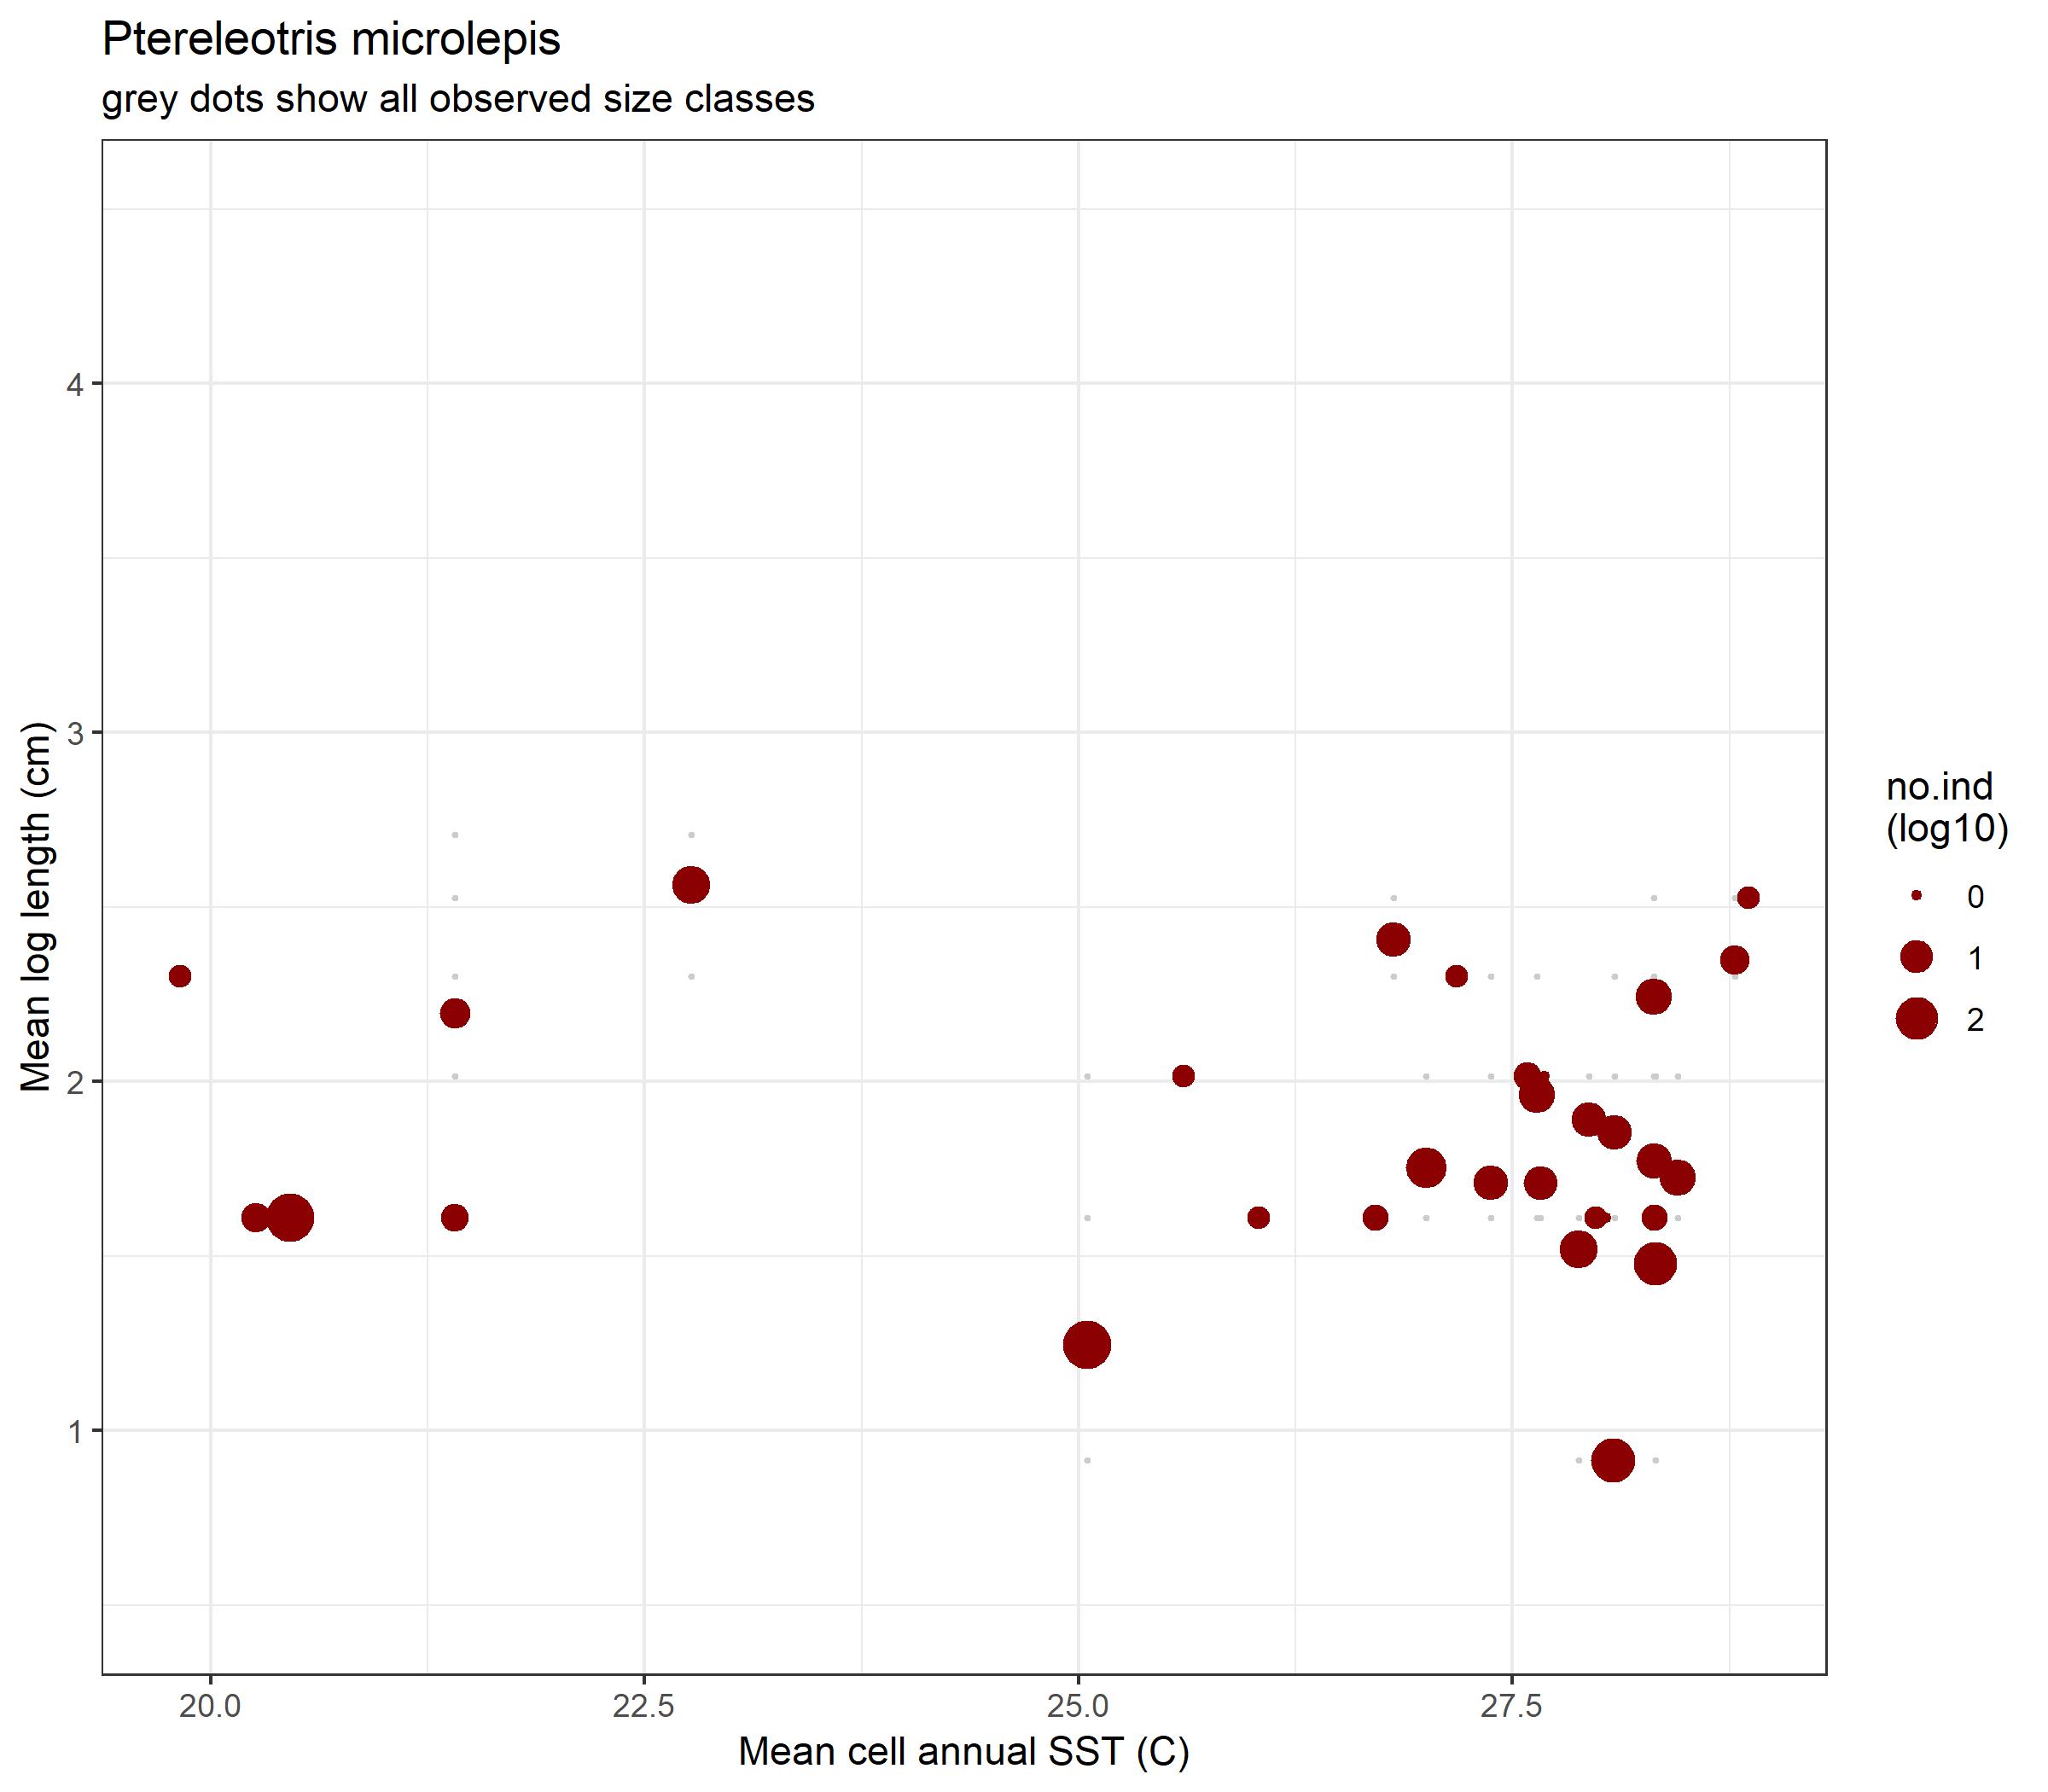 Ptereleotris microlepis
grey dots show all observed size classes
Mean log length (cm)
4
3
2
1
20.0
22.5
25.0
27.5
Mean cell annual SST (C)
no.ind
(log10)
0
1
2